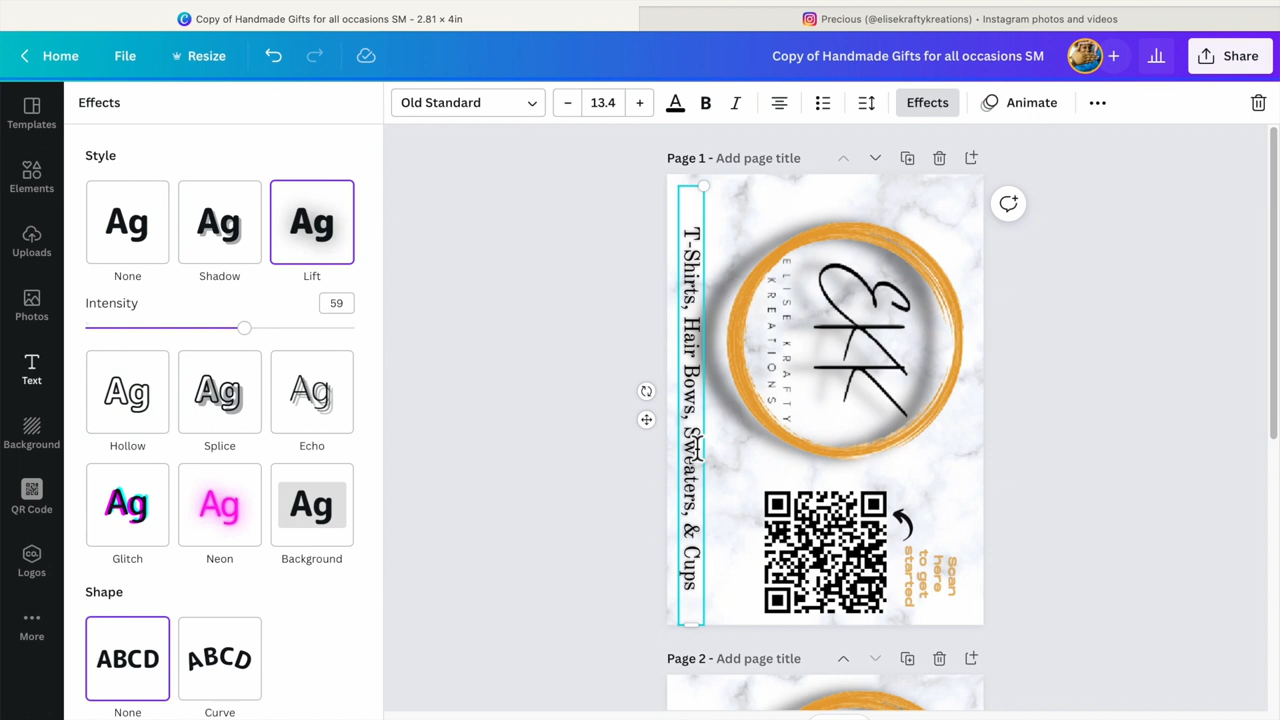 Copy of Handmade Gifts for all occasions SM - 2.81 × 4in
Precious (@elisekraftykreations) • Instagram photos and videos
Home File Resize
Copy of Handmade Gifts for all occasions SM
Share
Effects
Old Standard
– 13.4 +
A B I
Effects
Animate
Templates
Elements
Uploads
Photos
Text
Background
QR Code
CO.
Logos
More
Style
Ag Ag Ag
None Shadow Lift
Intensity 59
Ag Ag Ag
Hollow Splice Echo
Ag Ag Ag
Glitch Neon Background
Shape
ABCD ABCD
None Curve
Page 1 - Add page title
T-Shirts, Hair Bows, Sweaters, & Cups
EKK
ELISE KRAFTY
KREATIONS
Scan
here
to get
started
Page 2 - Add page title